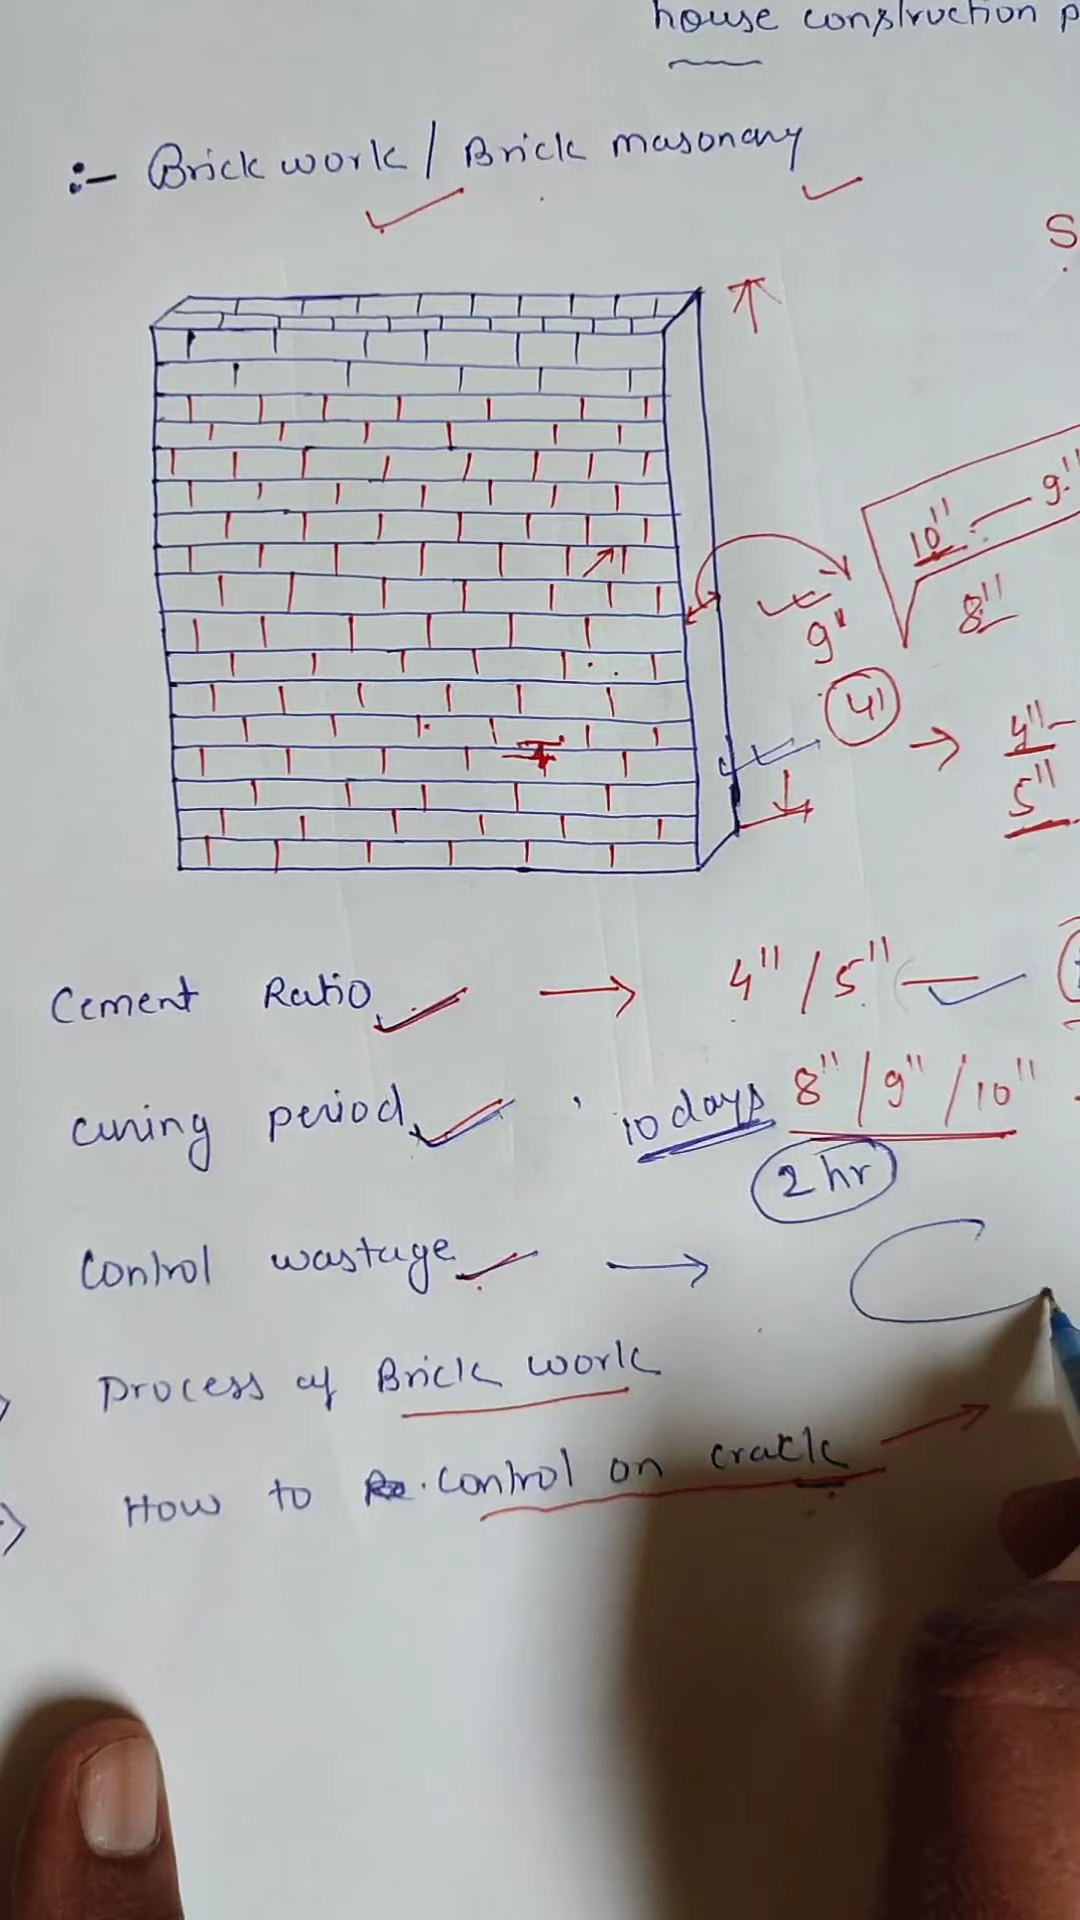 house construction p
:- Brick work / Brick masonary
S
10" — 9"
8"
9"
4'
→ 4" -
5"
Cement Ratio → 4" / 5" —
curing period 10 days 8" / 9" / 10"
2 hr
control wastage →
process of Brick work
How to control on crack →